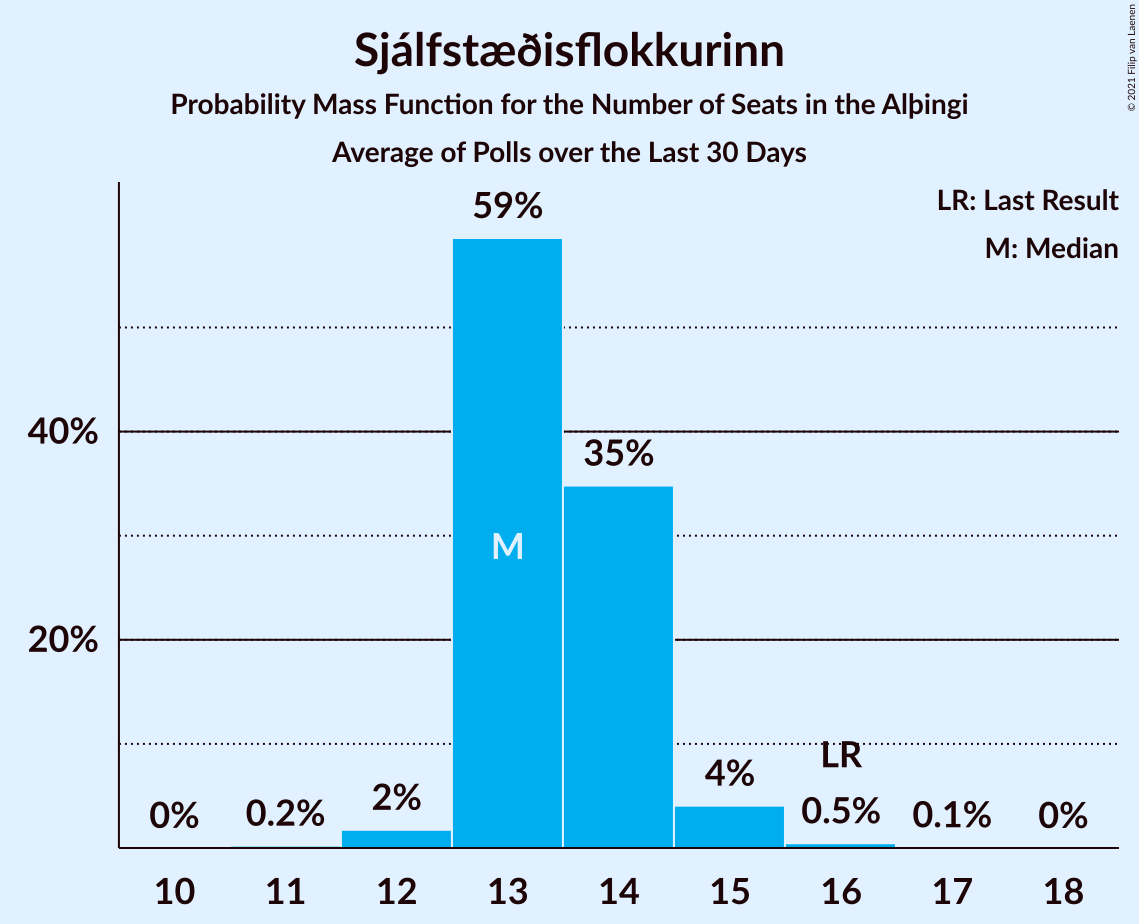 Sjálfstæðisflokkurinn
Probability Mass Function for the Number of Seats in the Alþingi
Average of Polls over the Last 30 Days
© 2021 Filip van Laenen
LR: Last Result
M: Median
59%
40%
35%
M
20%
LR
0% 0.2% 2% 4% 0.5% 0.1% 0%
10 11 12 13 14 15 16 17 18